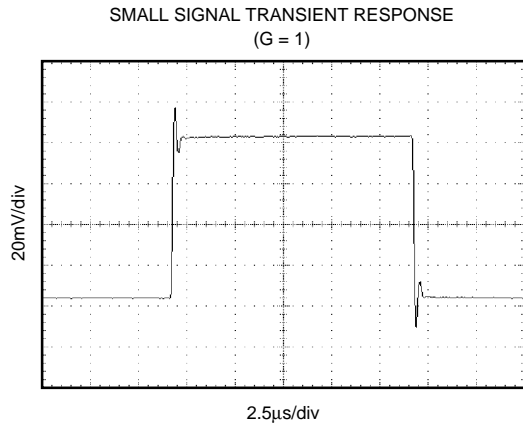 SMALL SIGNAL TRANSIENT RESPONSE
(G = 1)
20mV/div
2.5µs/div